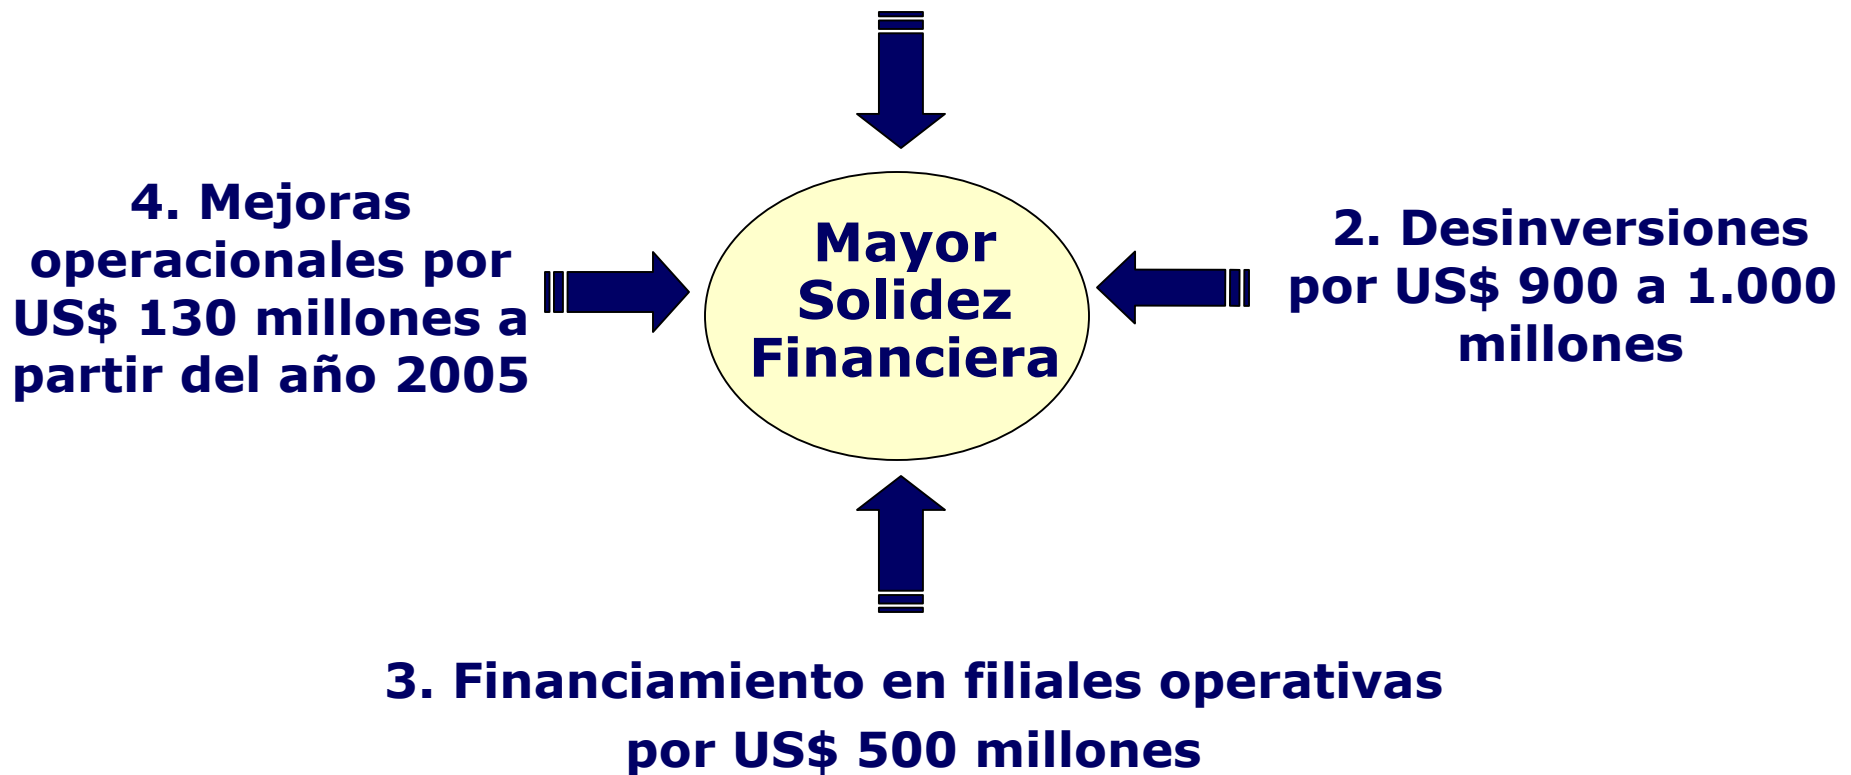 4. Mejoras
operacionales por
US$ 130 millones a
partir del año 2005
Mayor
Solidez
Financiera
2. Desinversiones
por US$ 900 a 1.000
millones
3. Financiamiento en filiales operativas
por US$ 500 millones